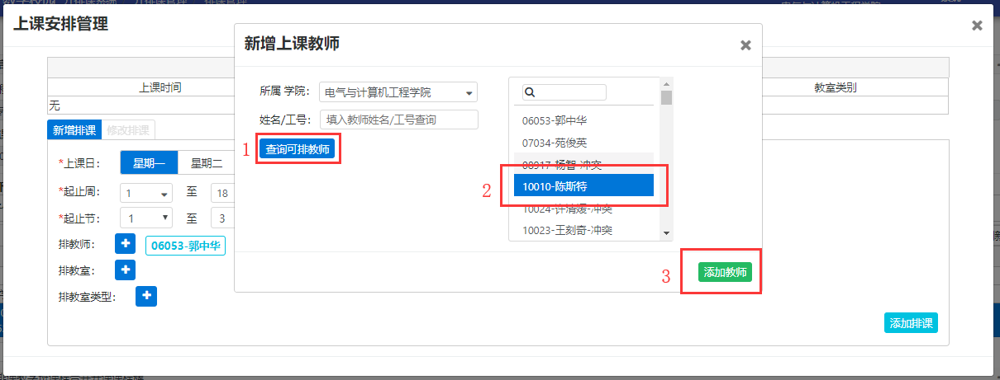 上课安排管理
新增上课教师
上课时间
教室类别
无
新增排课 修改排课
*上课日: 星期一 星期二
*起止周: 1 至 18
*起止节: 1 至 3
排教师: 06053-郭中华
排教室:
排教室类型:
所属 学院: 电气与计算机工程学院
姓名/工号: 填入教师姓名/工号查询
1 查询可排教师
06053-郭中华
07034-苑俊英
08917-杨智-冲突
2 10010-陈斯特
10024-许清媛-冲突
10023-王刻奇-冲突
3 添加教师
添加排课